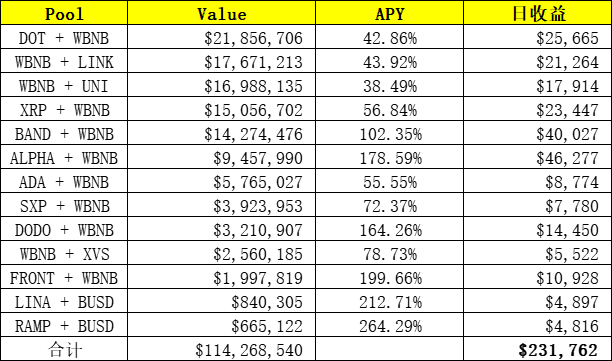 Pool Value APY 日收益
DOT + WBNB $21,856,706 42.86% $25,665
WBNB + LINK $17,671,213 43.92% $21,264
WBNB + UNI $16,988,135 38.49% $17,914
XRP + WBNB $15,056,702 56.84% $23,447
BAND + WBNB $14,274,476 102.35% $40,027
ALPHA + WBNB $9,457,990 178.59% $46,277
ADA + WBNB $5,765,027 55.55% $8,774
SXP + WBNB $3,923,953 72.37% $7,780
DODO + WBNB $3,210,907 164.26% $14,450
WBNB + XVS $2,560,185 78.73% $5,522
FRONT + WBNB $1,997,819 199.66% $10,928
LINA + BUSD $840,305 212.71% $4,897
RAMP + BUSD $665,122 264.29% $4,816
合计 $114,268,540 $231,762